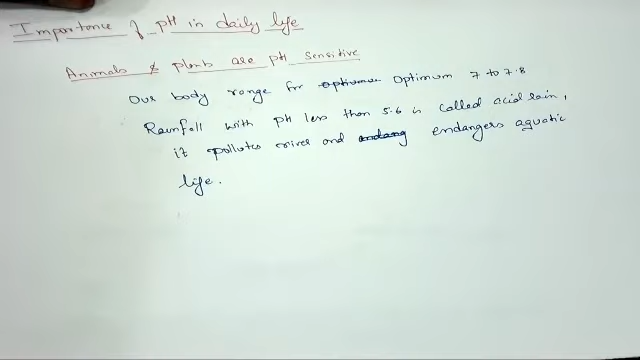 Importance of pH in daily life
Animals & plants are pH sensitive
Our body range for optimum optimum 7 to 7.8
Rainfall with pH less than 5.6 is called acid rain,
it pollutes river and endang endangers aquatic
life.